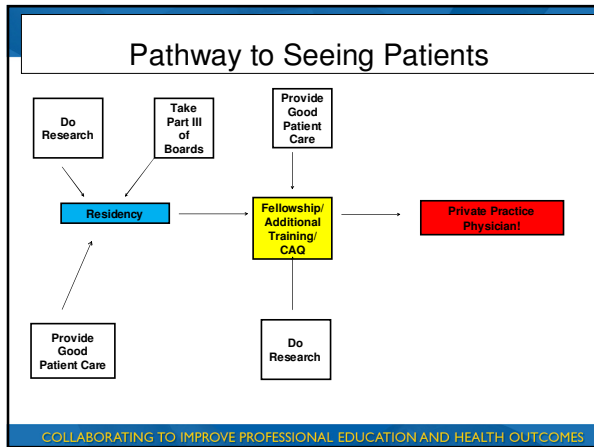 Pathway to Seeing Patients
Do
Research
Take
Part III
of
Boards
Provide
Good
Patient
Care
Residency
Fellowship/
Additional
Training/
CAQ
Private Practice
Physician!
Provide
Good
Patient Care
Do
Research
COLLABORATING TO IMPROVE PROFESSIONAL EDUCATION AND HEALTH OUTCOMES